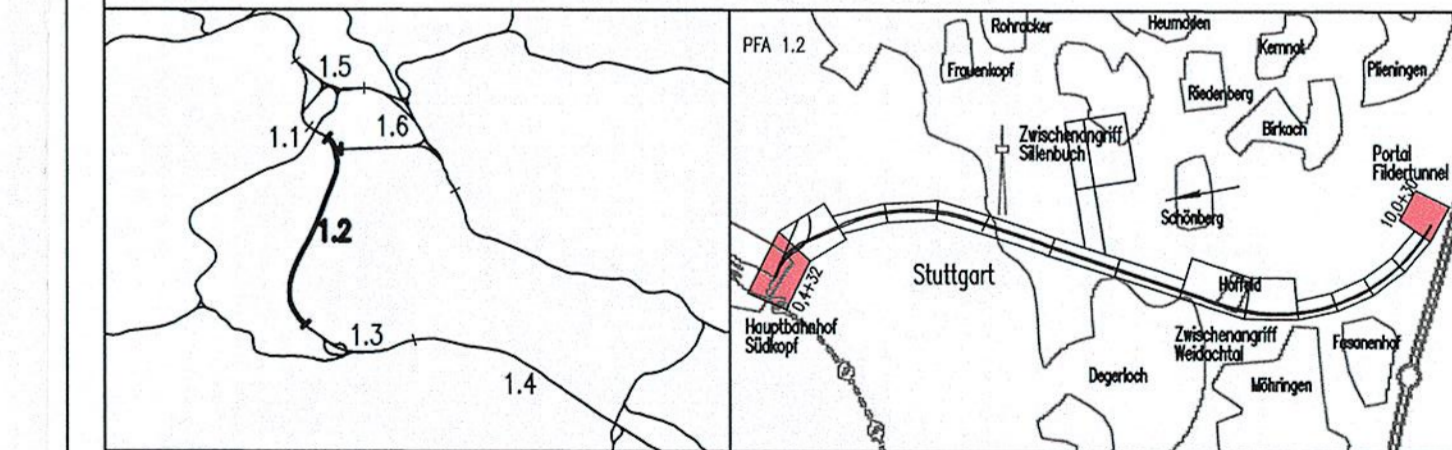 1.5
1.1
1.6
1.2
1.3
1.4
PFA 1.2
Rohracker
Heumaden
Kemnat
Frauenkopf
Plieningen
Riedenberg
Birkach
Zwischenangriff
Sillenbuch
Portal
Fildertunnel
Schönberg
10,0+30
Stuttgart
Hoffeld
0,4+32
Hauptbahnhof
Südkopf
Zwischenangriff
Weidachtal
Fasanenhof
Degerloch
Möhringen